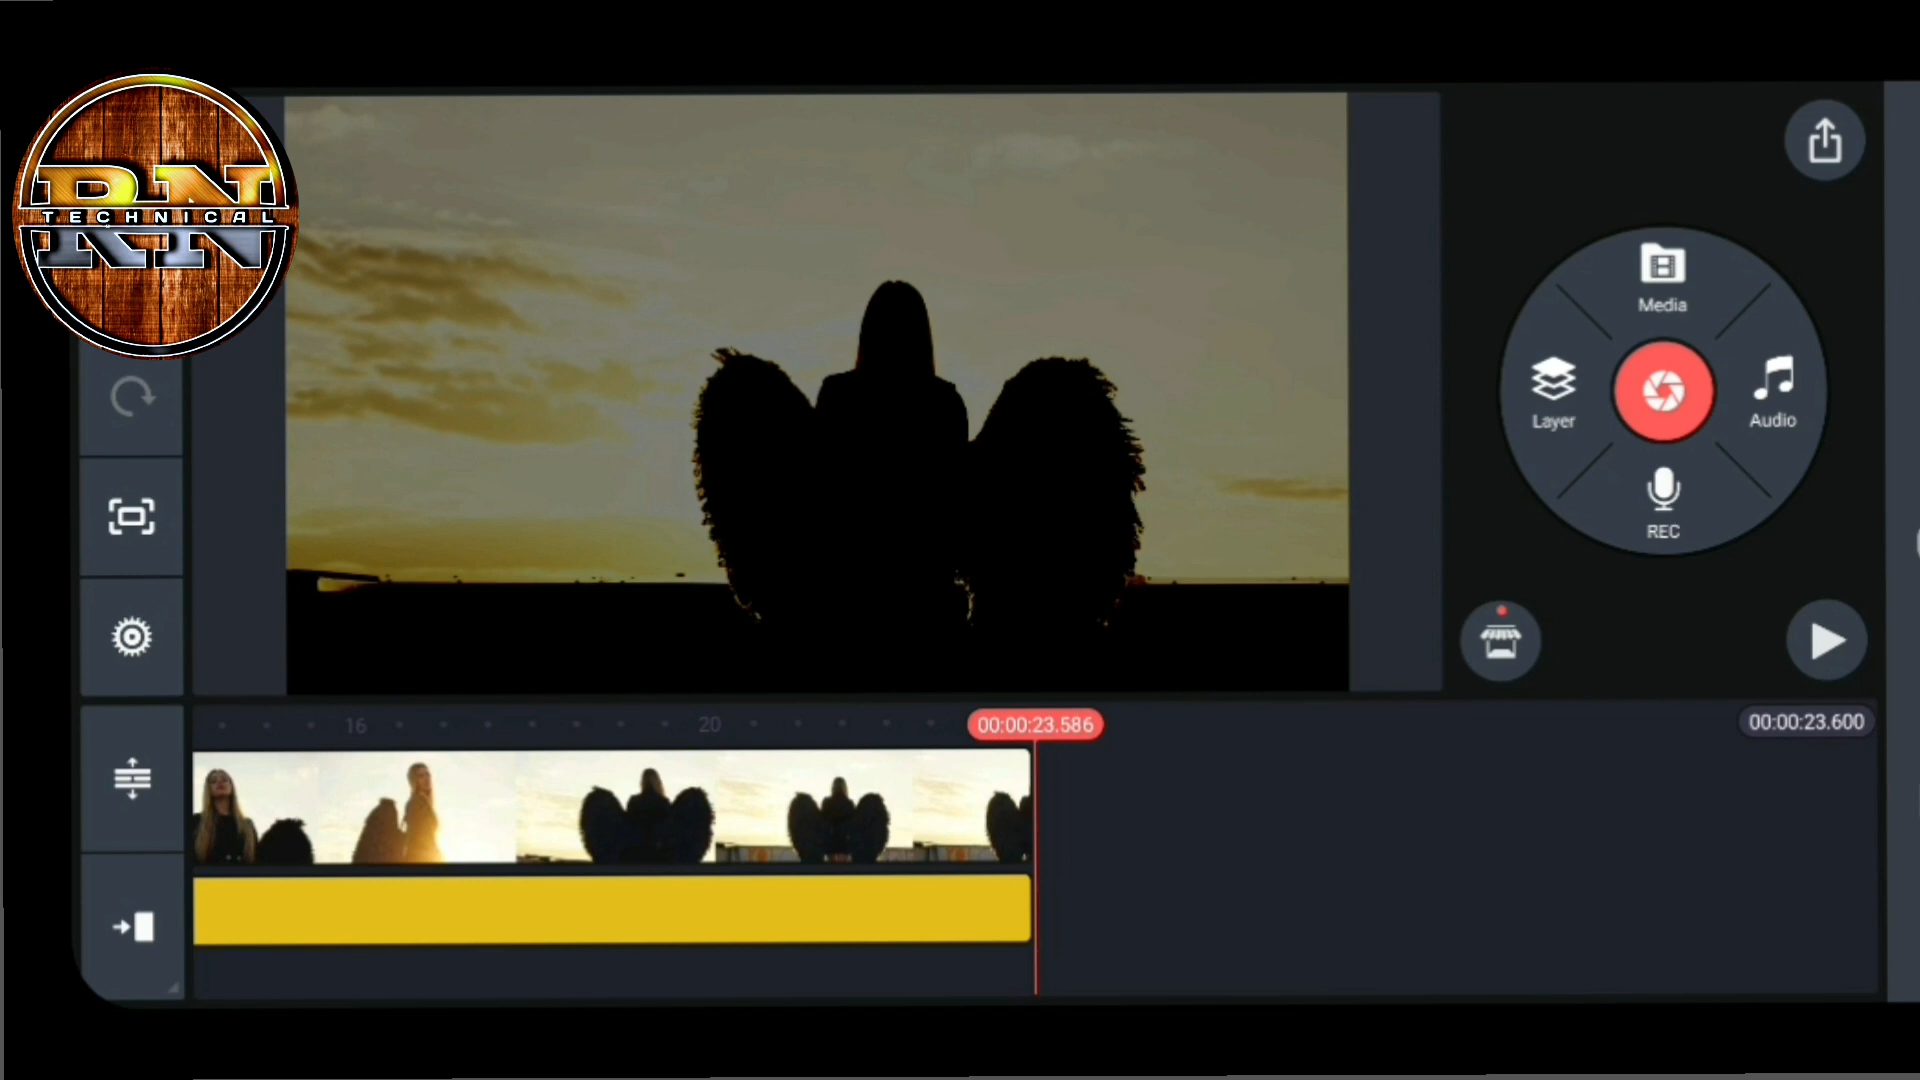 RN
TECHNICAL
RN
Media
Layer
Audio
REC
16
20
00:00:23.586
00:00:23.600